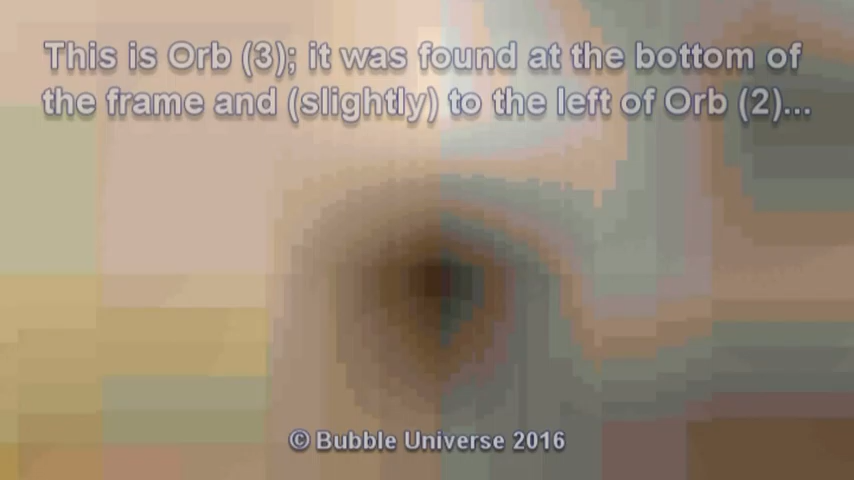 This is Orb (3); it was found at the bottom of
the frame and (slightly) to the left of Orb (2)...
© Bubble Universe 2016